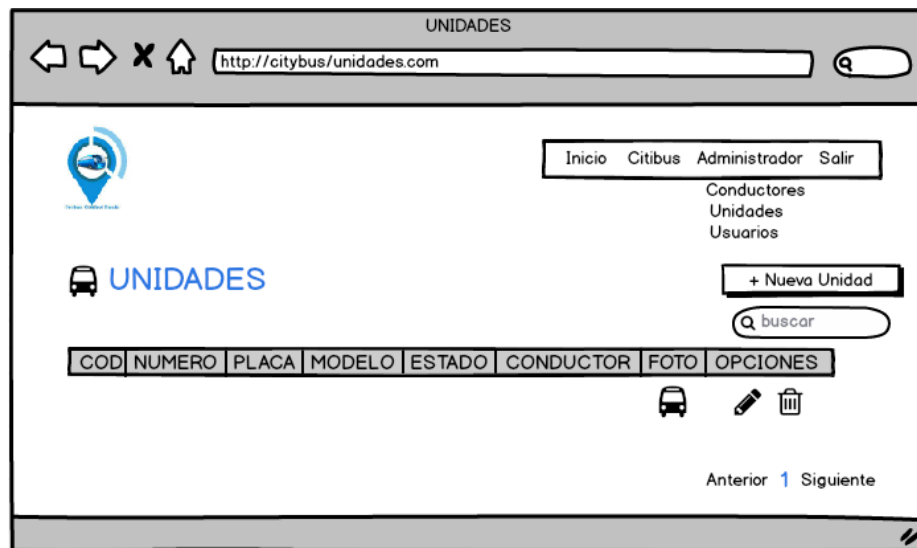 UNIDADES
http://citybus/unidades.com
Inicio Citibus Administrador Salir
Conductores
Unidades
Usuarios
UNIDADES
+ Nueva Unidad
buscar
COD NUMERO PLACA MODELO ESTADO CONDUCTOR FOTO OPCIONES
Anterior 1 Siguiente